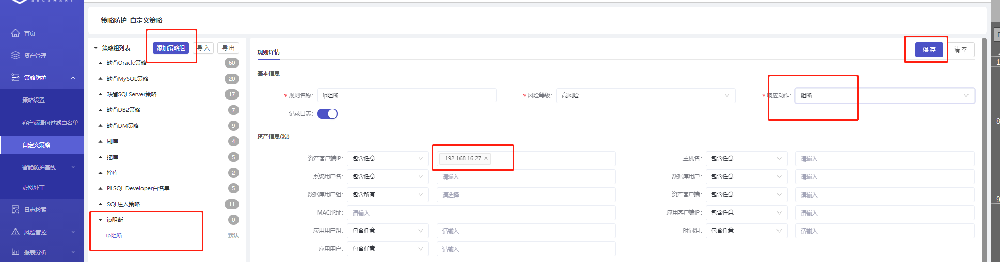 SECSMART
首页
资产管理
策略防护
策略设置
客户端语句过滤白名单
自定义策略
智能防护基线
虚拟补丁
日志检索
风险管控
报表分析
策略防护-自定义策略
策略组列表 添加策略组 导入 导出
缺省Oracle策略 60
缺省MySQL策略 20
缺省SQLServer策略 17
缺省DB2策略 7
缺省DM策略 9
刷库 4
拖库 5
撞库 2
PLSQL Developer白名单 5
SQL注入策略 11
ip阻断 0
ip阻断 默认
规则详情 保存 清空
基本信息
* 规则名称: ip阻断 * 风险等级: 高风险 * 响应动作: 阻断
记录日志:
资产信息(源)
资产客户端IP: 包含任意 192.168.16.27 × 主机名: 包含任意 请输入
系统用户名: 包含任意 请输入 数据库用户: 包含任意 请输入
数据库用户组: 包含所有 请选择 资产客户端: 包含任意 请输入
MAC地址: 请输入 应用客户端IP: 包含任意 请输入
应用用户组: 包含任意 请输入 时间组: 包含任意 请输入
应用用户: 包含任意 请输入